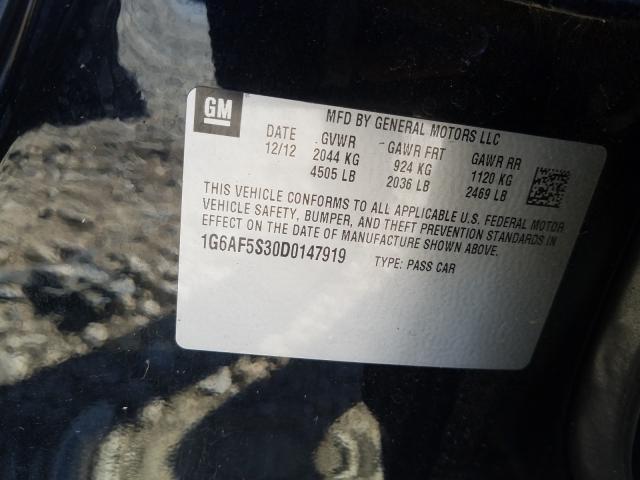 GM
MFD BY GENERAL MOTORS LLC
DATE GVWR GAWR FRT GAWR RR
12/12 2044 KG 924 KG 1120 KG
4505 LB 2036 LB 2469 LB
THIS VEHICLE CONFORMS TO ALL APPLICABLE U.S. FEDERAL MOTOR
VEHICLE SAFETY, BUMPER, AND THEFT PREVENTION STANDARDS IN
EFFECT ON THE DATE OF MANUFACTURE SHOWN ABOVE.
1G6AF5S30D0147919 TYPE: PASS CAR